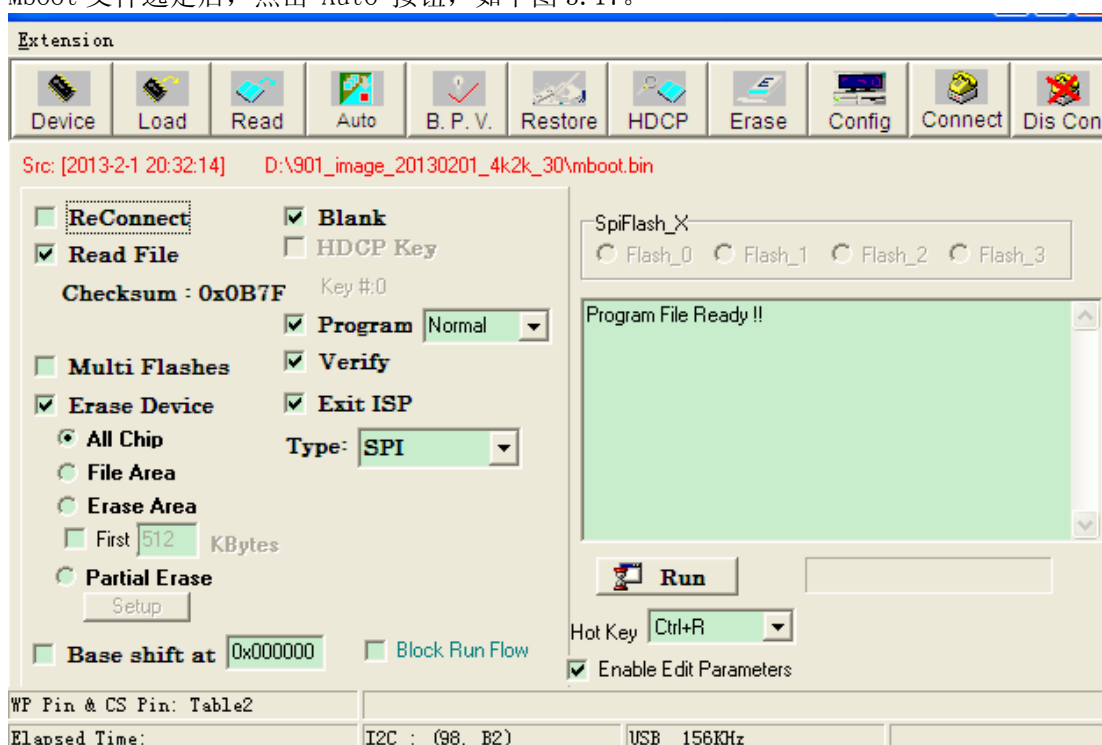 Mboot 文件选定后，点击 Auto 按钮，如下图 3.17。
Extension
Device Load Read Auto B. P. V. Restore HDCP Erase Config Connect Dis Con
Src: [2013-2-1 20:32:14] D:\901_image_20130201_4k2k_30\mboot.bin
ReConnect
Blank
SpiFlash_X
Read File
HDCP Key
Flash_0 Flash_1 Flash_2 Flash_3
Checksum : 0x0B7F
Key #:0
Program Normal
Program File Ready !!
Multi Flashes
Verify
Erase Device
Exit ISP
All Chip
Type: SPI
File Area
Erase Area
First 512 KBytes
Partial Erase
Run
Setup
Hot Key Ctrl+R
Base shift at 0x000000
Block Run Flow
Enable Edit Parameters
WP Pin & CS Pin: Table2
Elapsed Time:
I2C : (98, B2)
USB 156KHz